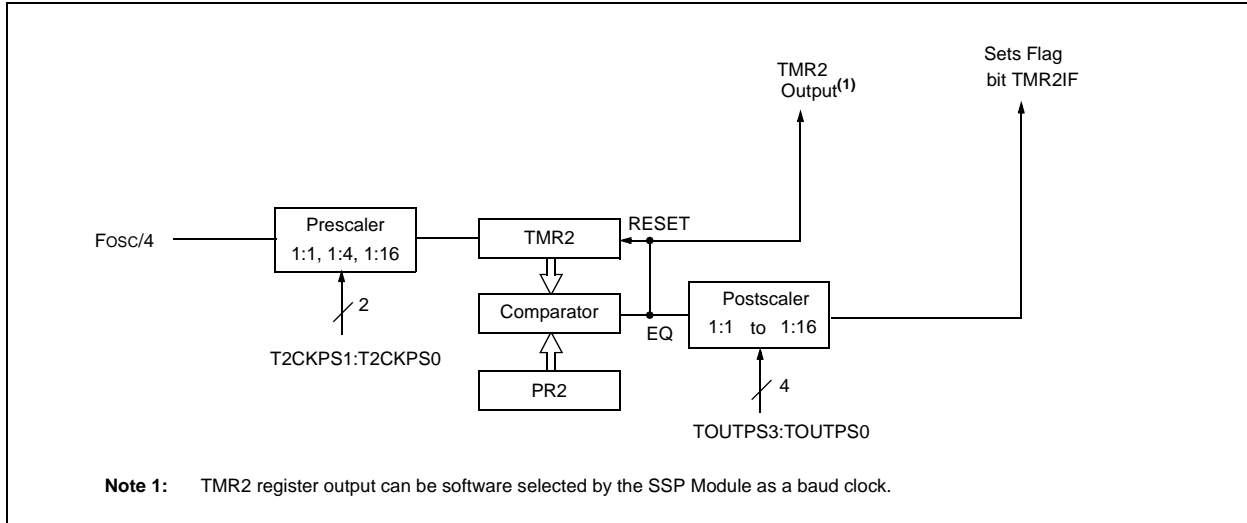 Sets Flag
bit TMR2IF
TMR2
Output(1)
Prescaler
1:1, 1:4, 1:16
FOSC/4
TMR2
RESET
2
Comparator
EQ
Postscaler
1:1 to 1:16
T2CKPS1:T2CKPS0
PR2
4
TOUTPS3:TOUTPS0
Note 1: TMR2 register output can be software selected by the SSP Module as a baud clock.